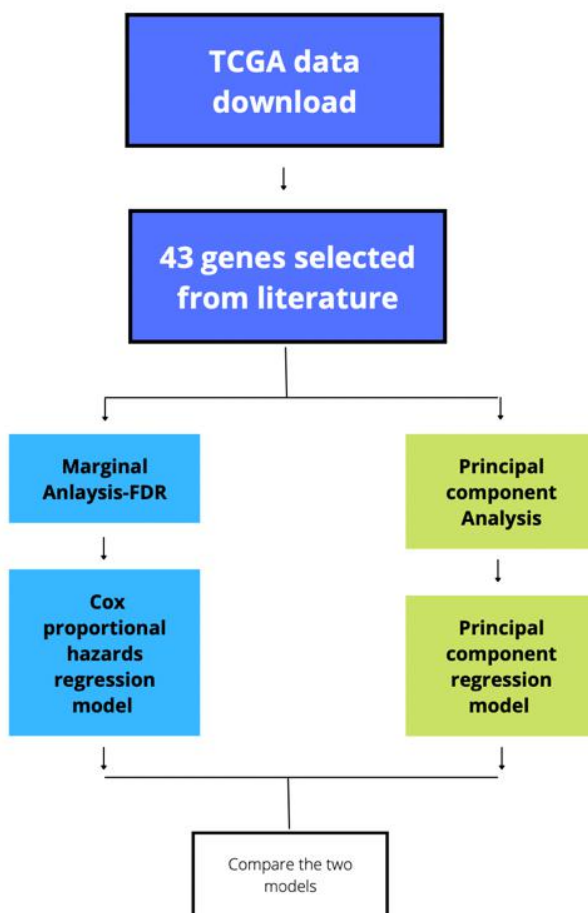 TCGA data
download
43 genes selected
from literature
Marginal
Anlaysis-FDR
Principal
component
Analysis
Cox
proportional
hazards
regression
model
Principal
component
regression
model
Compare the two
models